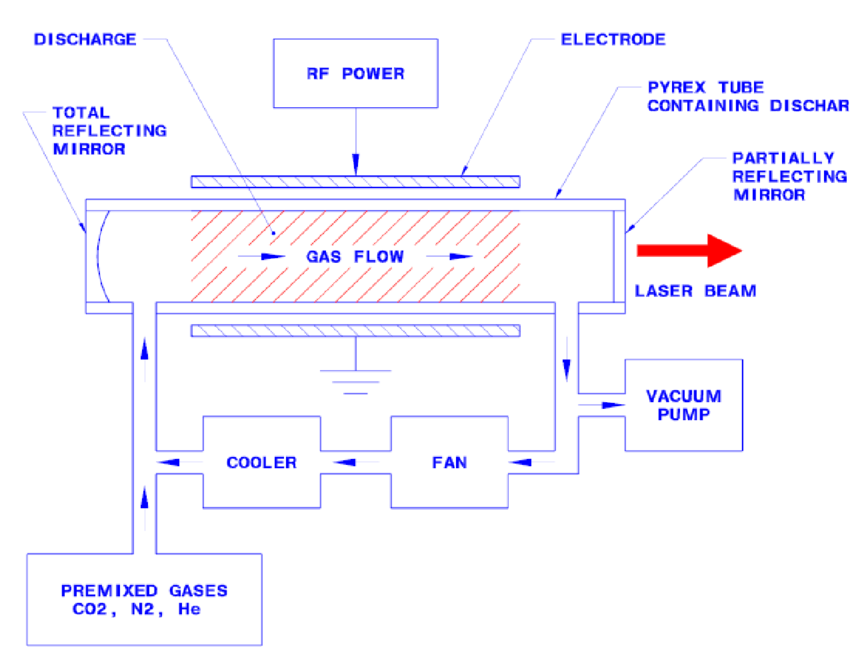 DISCHARGE
RF POWER
ELECTRODE
PYREX TUBE
CONTAINING DISCHAR
TOTAL
REFLECTING
MIRROR
PARTIALLY
REFLECTING
MIRROR
GAS FLOW
LASER BEAM
VACUUM
PUMP
COOLER
FAN
PREMIXED GASES
CO2, N2, He